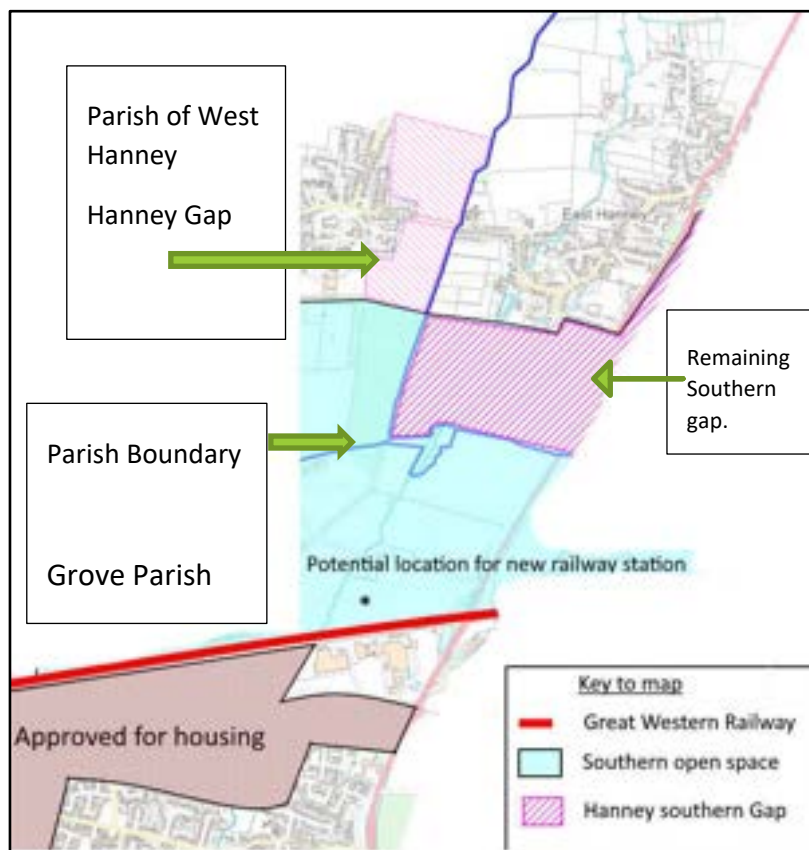 Parish of West
Hanney
Hanney Gap
East Hanney
Remaining
Southern
gap.
Parish Boundary
Grove Parish
Potential location for new railway station
Approved for housing
Key to map
Great Western Railway
Southern open space
Hanney southern Gap